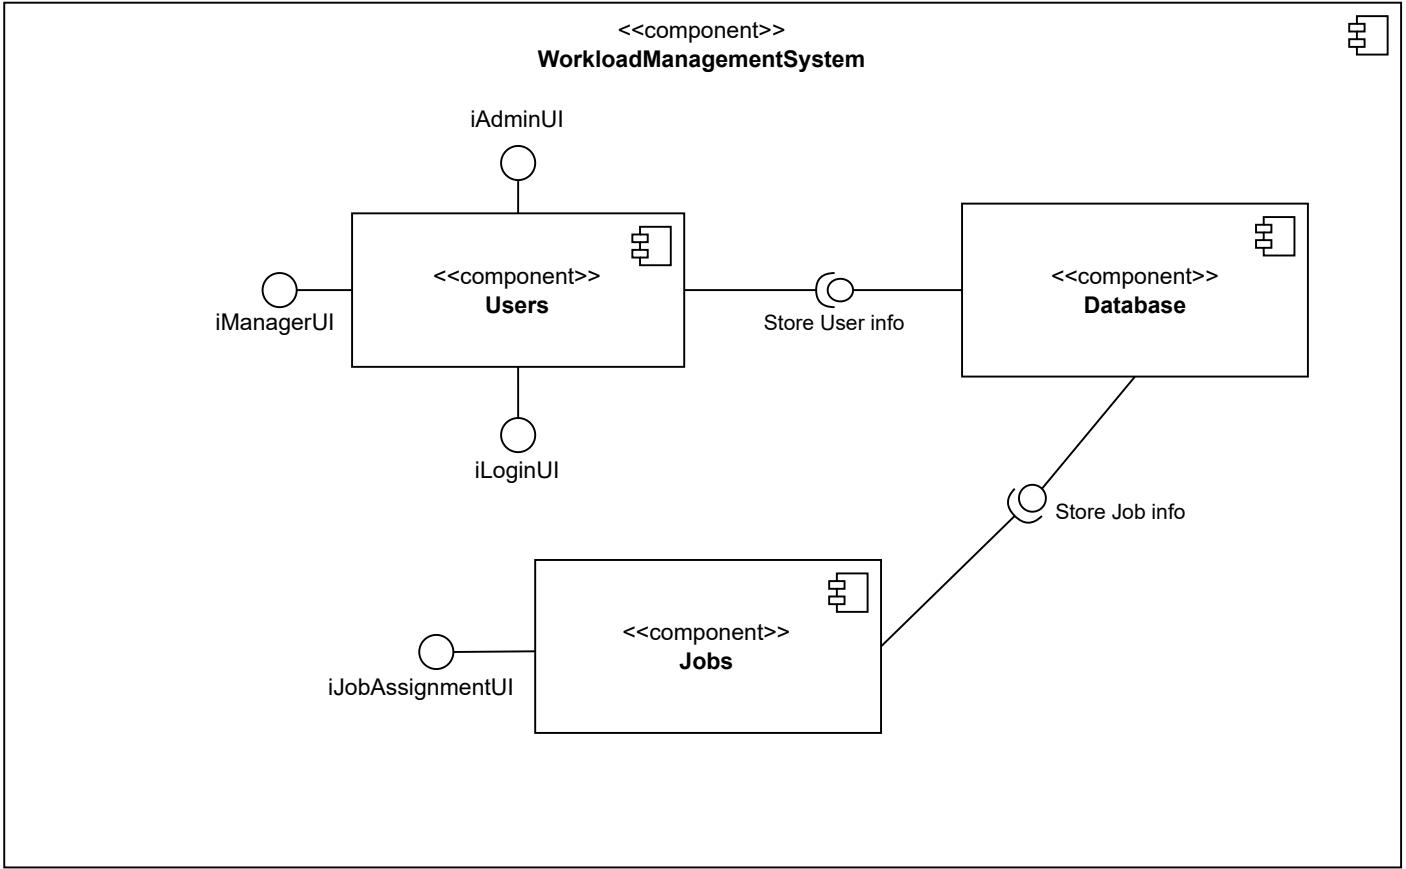 <<component>>
WorkloadManagementSystem
iAdminUI
<<component>>
Users
iManagerUI
iLoginUI
Store User info
<<component>>
Database
Store Job info
<<component>>
Jobs
iJobAssignmentUI